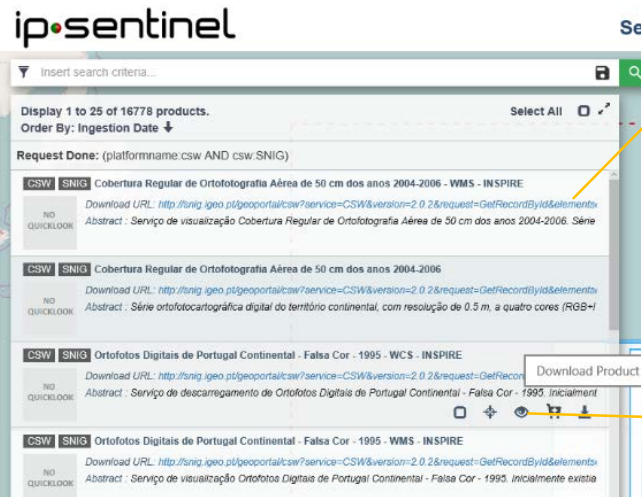 ip•sentinel
Se
Insert search criteria...
Display 1 to 25 of 16778 products.
Select All
Order By: Ingestion Date
Request Done: (platformname:csw AND csw:SNIG)
CSW SNIG Cobertura Regular de Ortofotografia Aérea de 50 cm dos anos 2004-2006 - WMS - INSPIRE
NO QUICKLOOK
Download URL: http://snig.igeo.pt/geoportal/csw?service=CSW&version=2.0.2&request=GetRecordById&elements
Abstract : Serviço de visualização Cobertura Regular de Ortofotografia Aérea de 50 cm dos anos 2004-2006. Série
CSW SNIG Cobertura Regular de Ortofotografia Aérea de 50 cm dos anos 2004-2006
NO QUICKLOOK
Download URL: http://snig.igeo.pt/geoportal/csw?service=CSW&version=2.0.2&request=GetRecordById&elements
Abstract : Série ortofotocartográfica digital do território continental, com resolução de 0.5 m, a quatro cores (RGB+I
CSW SNIG Ortofotos Digitais de Portugal Continental - Falsa Cor - 1995 - WCS - INSPIRE
NO QUICKLOOK
Download URL: http://snig.igeo.pt/geoportal/csw?service=CSW&version=2.0.2&request=GetRecor
Download Product
Abstract : Serviço de descarregamento de Ortofotos Digitais de Portugal Continental - Falsa Cor - 1995. Inicialment
CSW SNIG Ortofotos Digitais de Portugal Continental - Falsa Cor - 1995 - WMS - INSPIRE
NO QUICKLOOK
Download URL: http://snig.igeo.pt/geoportal/csw?service=CSW&version=2.0.2&request=GetRecordById&elements
Abstract : Serviço de visualização Ortofotos Digitais de Portugal Continental - Falsa Cor - 1995. Inicialmente existia